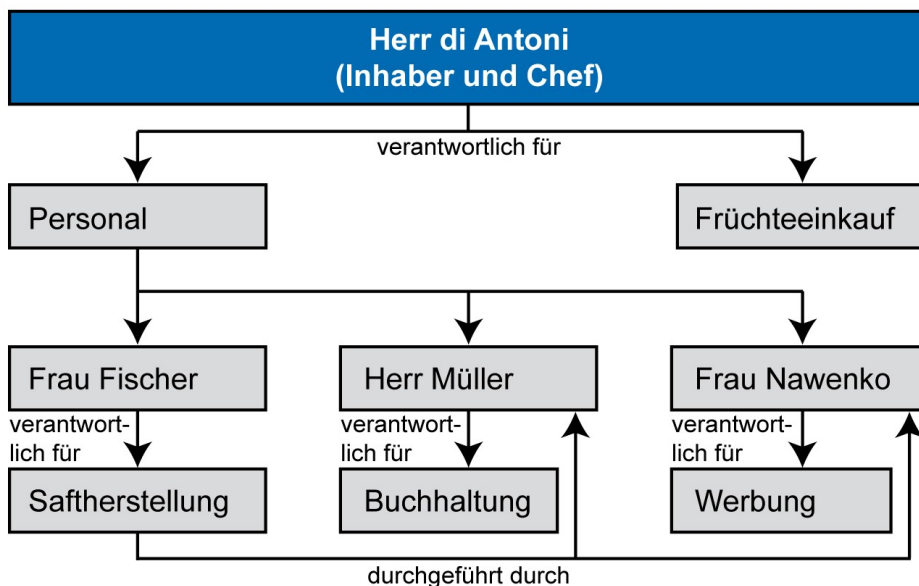 Herr di Antoni
(Inhaber und Chef)
verantwortlich für
Personal
Früchteeinkauf
Frau Fischer
Herr Müller
Frau Nawenko
verantwort-
lich für
verantwort-
lich für
verantwort-
lich für
Saftherstellung
Buchhaltung
Werbung
durchgeführt durch